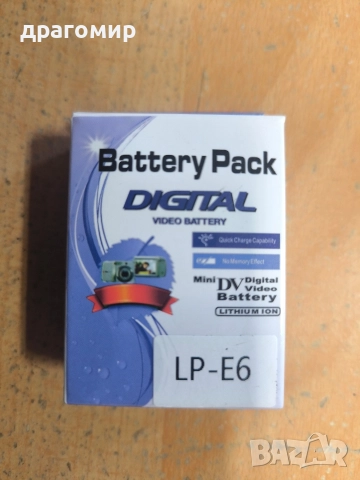 драгомир
Battery Pack
DIGITAL
VIDEO BATTERY
Quick Charge Capability
No Memory Effect
Mini DV Digital Video Battery
LITHIUM ION
LP-E6
BAZAR